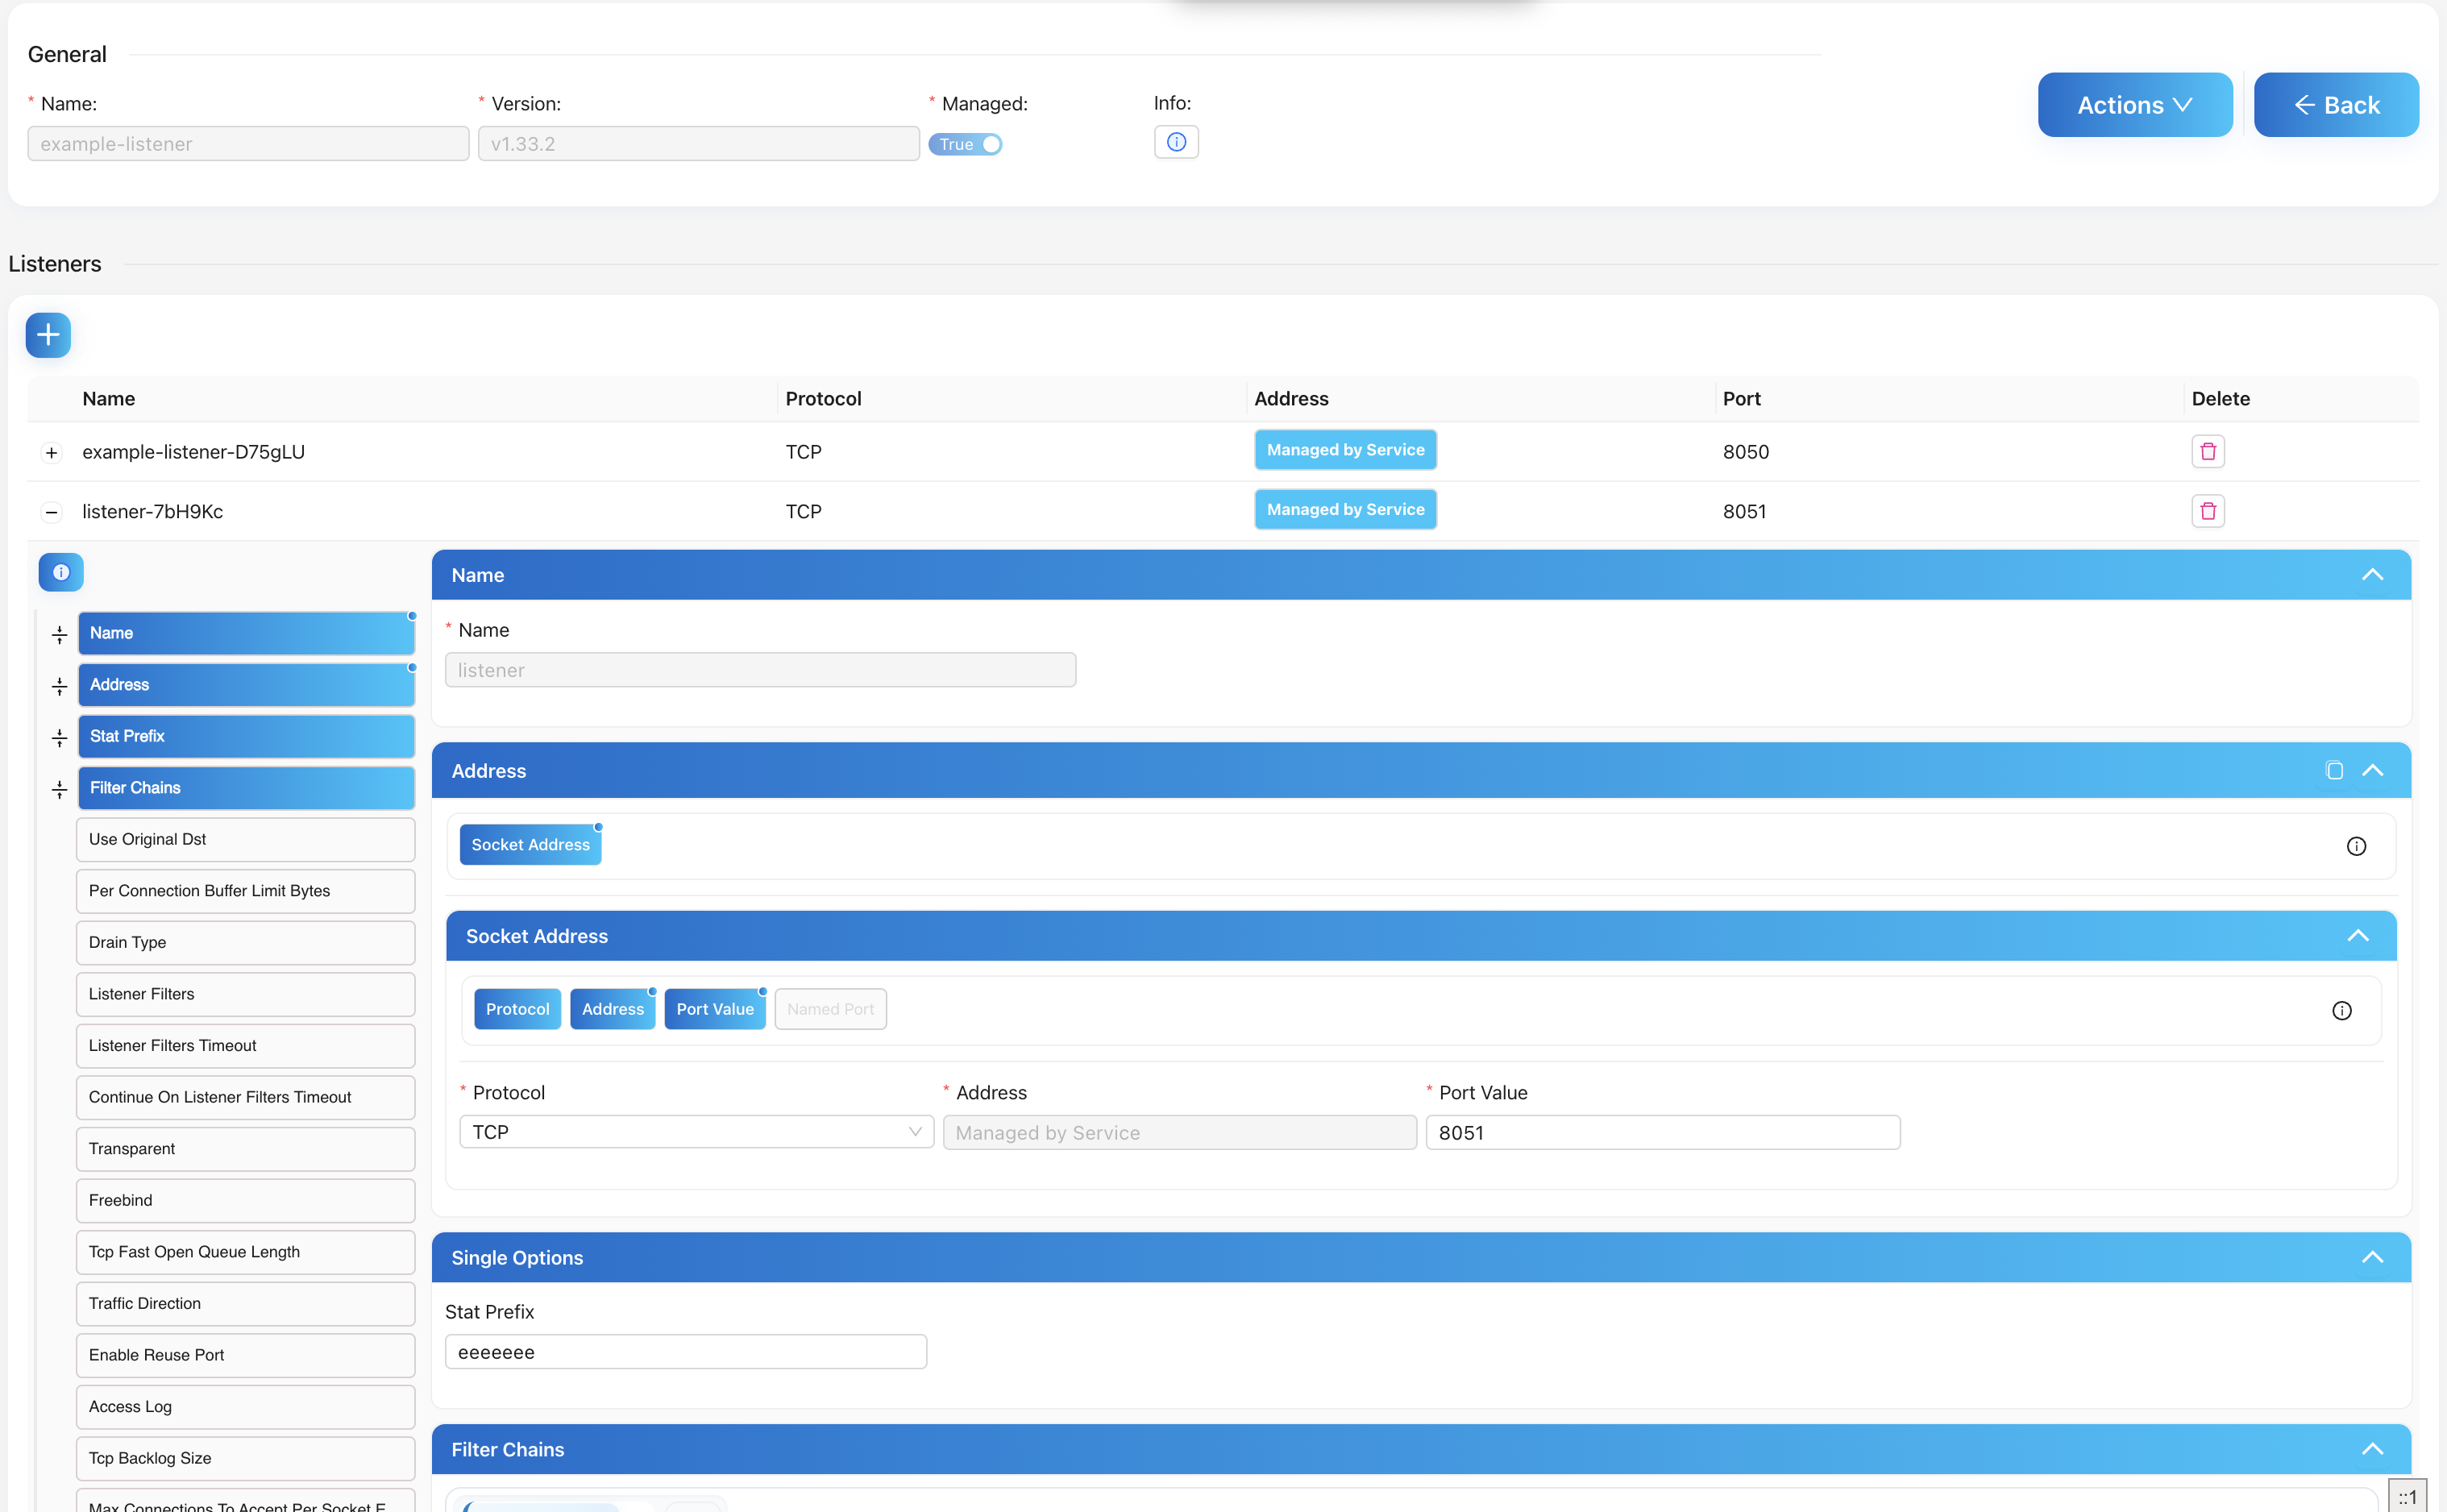 General
* Name:
* Version:
* Managed:
Info:
example-listener
v1.33.2
True
Actions
Back
Listeners
Name
Protocol
Address
Port
Delete
example-listener-D75gLU
TCP
Managed by Service
8050
listener-7bH9Kc
TCP
Managed by Service
8051
Name
Address
Stat Prefix
Filter Chains
Use Original Dst
Per Connection Buffer Limit Bytes
Drain Type
Listener Filters
Listener Filters Timeout
Continue On Listener Filters Timeout
Transparent
Freebind
Tcp Fast Open Queue Length
Traffic Direction
Enable Reuse Port
Access Log
Tcp Backlog Size
Max Connections To Accept Per Socket E
Name
* Name
listener
Address
Socket Address
Socket Address
Protocol
Address
Port Value
Named Port
* Protocol
* Address
* Port Value
TCP
Managed by Service
8051
Single Options
Stat Prefix
eeeeeee
Filter Chains
::1